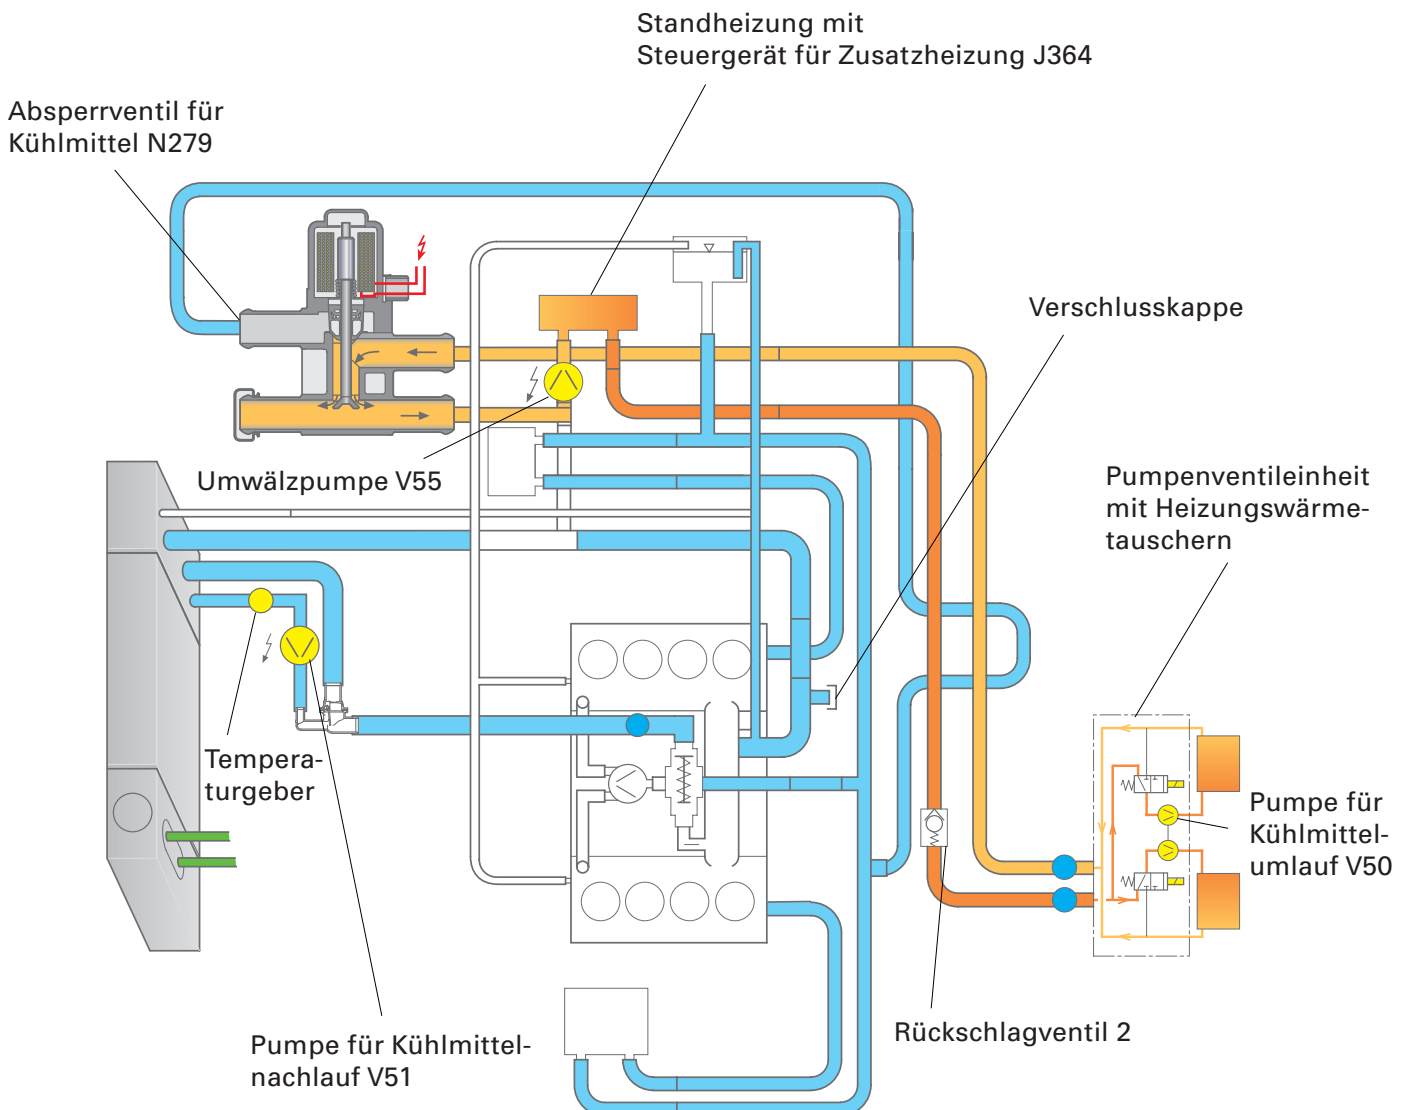 Standheizung mit
Steuergerät für Zusatzheizung J364
Absperrventil für
Kühlmittel N279
Verschlusskappe
Umwälzpumpe V55
Pumpenventileinheit
mit Heizungswärme-
tauschern
Tempera-
turgeber
Pumpe für
Kühlmittel-
umlauf V50
Rückschlagventil 2
Pumpe für Kühlmittel-
nachlauf V51